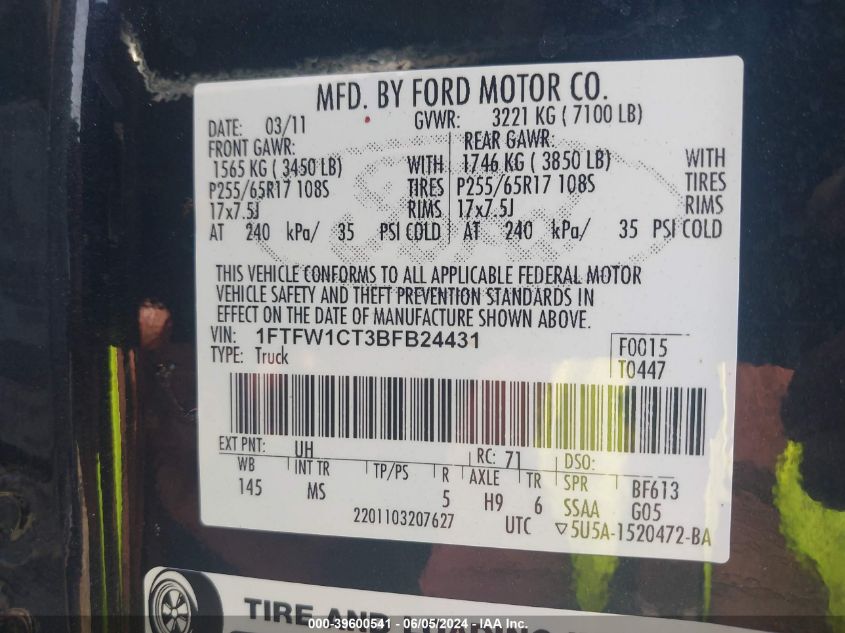 MFD. BY FORD MOTOR CO.
DATE: 03/11 GVWR: 3221 KG ( 7100 LB)
FRONT GAWR: REAR GAWR:
1565 KG ( 3450 LB) WITH 1746 KG ( 3850 LB) WITH
P255/65R17 108S TIRES P255/65R17 108S TIRES
17x7.5J RIMS 17x7.5J RIMS
AT 240 kPa/ 35 PSI COLD AT 240 kPa/ 35 PSI COLD
THIS VEHICLE CONFORMS TO ALL APPLICABLE FEDERAL MOTOR
VEHICLE SAFETY AND THEFT PREVENTION STANDARDS IN
EFFECT ON THE DATE OF MANUFACTURE SHOWN ABOVE.
VIN: 1FTFW1CT3BFB24431 F0015
TYPE: Truck T0447
EXT PNT: UH RC: 71 DSO:
WB INT TR TP/PS R AXLE TR SPR BF613
145 MS 5 H9 6 SSAA G05
2201103207627 UTC ▽5U5A-1520472-BA
TIRE AND LOADING
000-39600541 - 06/05/2024 - IAA Inc.